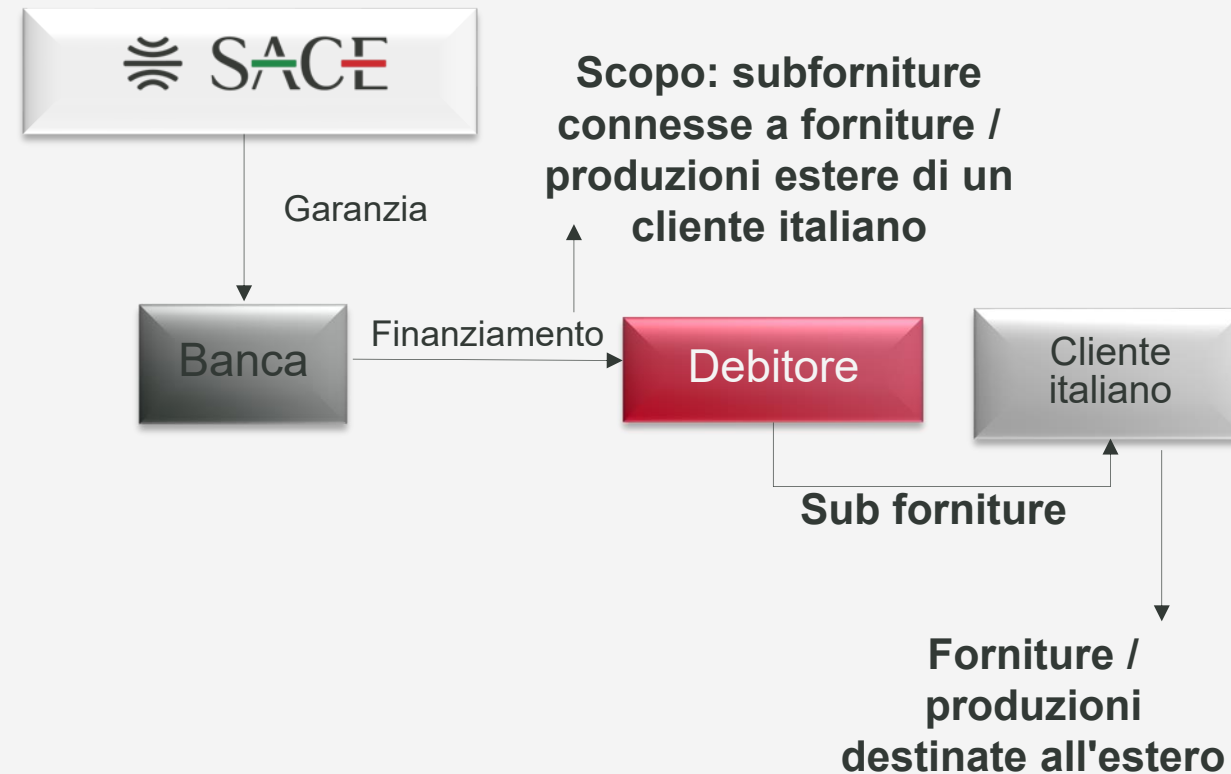 SACE
Scopo: subforniture
connesse a forniture /
produzioni estere di un
cliente italiano
Garanzia
Banca
Finanziamento
Debitore
Cliente
italiano
Sub forniture
Forniture /
produzioni
destinate all'estero